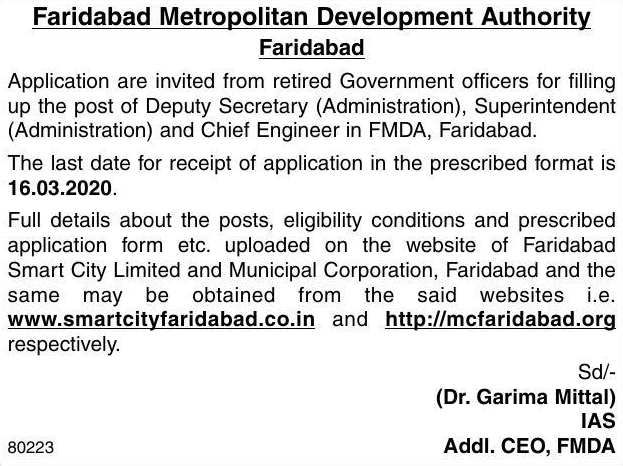 Faridabad Metropolitan Development Authority
Faridabad
Application are invited from retired Government officers for filling
up the post of Deputy Secretary (Administration), Superintendent
(Administration) and Chief Engineer in FMDA, Faridabad.
The last date for receipt of application in the prescribed format is
16.03.2020.
Full details about the posts, eligibility conditions and prescribed
application form etc. uploaded on the website of Faridabad
Smart City Limited and Municipal Corporation, Faridabad and the
same may be obtained from the said websites i.e.
www.smartcityfaridabad.co.in and http://mcfaridabad.org
respectively.
Sd/-
(Dr. Garima Mittal)
IAS
80223 Addl. CEO, FMDA